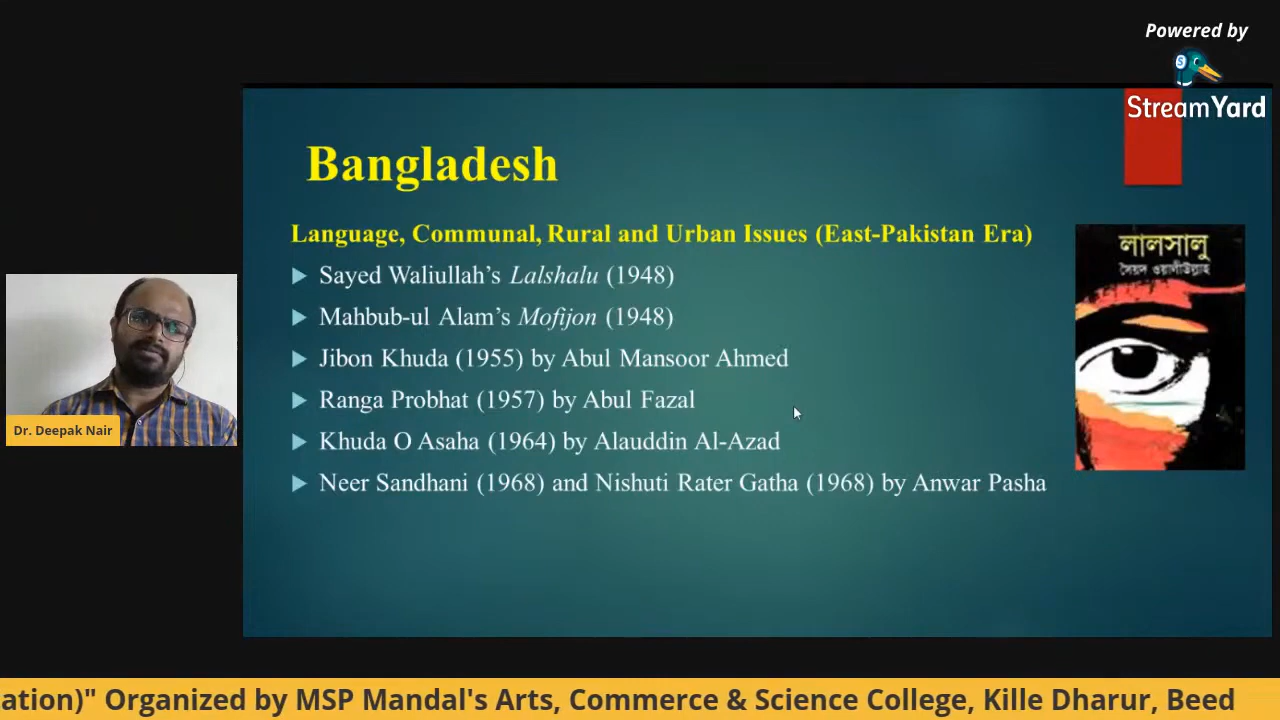 Powered by
StreamYard
Bangladesh
Language, Communal, Rural and Urban Issues (East-Pakistan Era)
Sayed Waliullah’s Lalshalu (1948)
Mahbub-ul Alam’s Mofijon (1948)
Jibon Khuda (1955) by Abul Mansoor Ahmed
Ranga Probhat (1957) by Abul Fazal
Khuda O Asaha (1964) by Alauddin Al-Azad
Neer Sandhani (1968) and Nishuti Rater Gatha (1968) by Anwar Pasha
লালসালু
সৈয়দ ওয়ালীউল্লাহ
Dr. Deepak Nair
ation)" Organized by MSP Mandal's Arts, Commerce & Science College, Kille Dharur, Beed